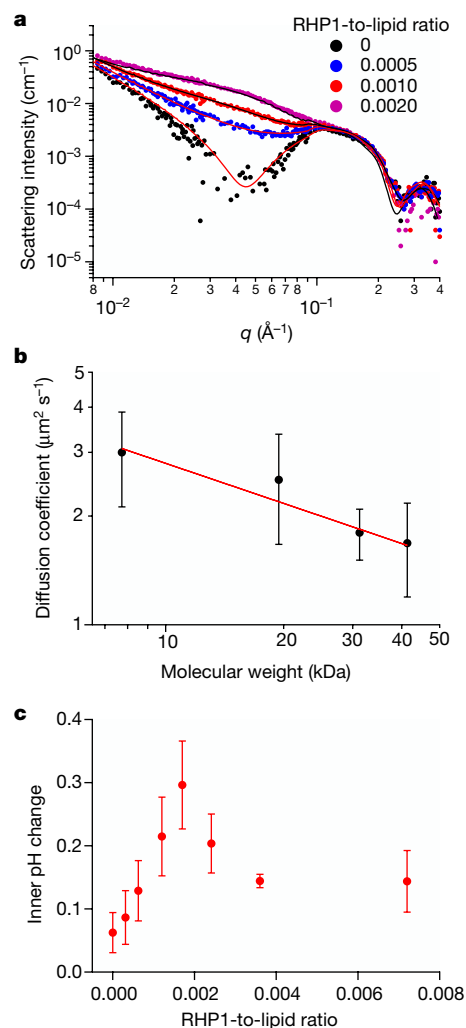 a
RHP1-to-lipid ratio
0
0.0005
0.0010
0.0020
Scattering intensity (cm⁻¹)
10⁰
10⁻¹
10⁻²
10⁻³
10⁻⁴
10⁻⁵
8 10⁻² 2 3 4 5 6 7 8 10⁻¹ 2 3 4
q (Å⁻¹)
b
Diffusion coefficient (μm² s⁻¹)
5
4
3
2
1
10 20 30 40 50
Molecular weight (kDa)
c
Inner pH change
0.4
0.3
0.2
0.1
0.0
0.000 0.002 0.004 0.006 0.008
RHP1-to-lipid ratio